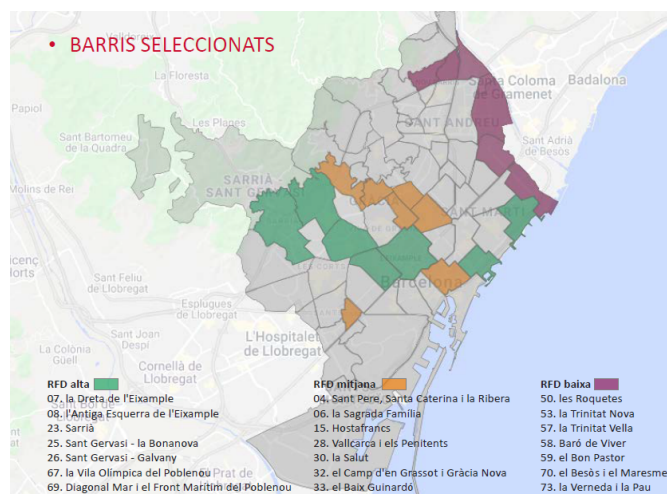 • BARRIS SELECCIONATS
La Floresta
Santa Coloma
de Gramenet
Badalona
Papiol
Les Planes
SANT ANDREU
Sant Bartomeu
de la Quadra
Sant Adrià
de Besòs
SARRIÀ -
SANT GERVASI
Molins de Rei
GRÀCIA
SANT MARTÍ
LES CORTS
Sant Feliu
de Llobregat
Barcelona
Esplugues
de Llobregat
Sant Joan
Despí
L'Hospitalet
de Llobregat
La Colònia
Güell
Cornellà de
Llobregat
RFD alta
07. la Dreta de l'Eixample
08. l'Antiga Esquerra de l'Eixample
23. Sarrià
25. Sant Gervasi - la Bonanova
26. Sant Gervasi - Galvany
67. la Vila Olímpica del Poblenou
69. Diagonal Mar i el Front Marítim del Poblenou
RFD mitjana
04. Sant Pere, Santa Caterina i la Ribera
06. la Sagrada Família
15. Hostafrancs
28. Vallcarca i els Penitents
30. la Salut
32. el Camp d'en Grassot i Gràcia Nova
33. el Baix Guinardó
RFD baixa
50. les Roquetes
53. la Trinitat Nova
57. la Trinitat Vella
58. Baró de Viver
59. el Bon Pastor
70. el Besòs i el Maresme
73. la Verneda i la Pau